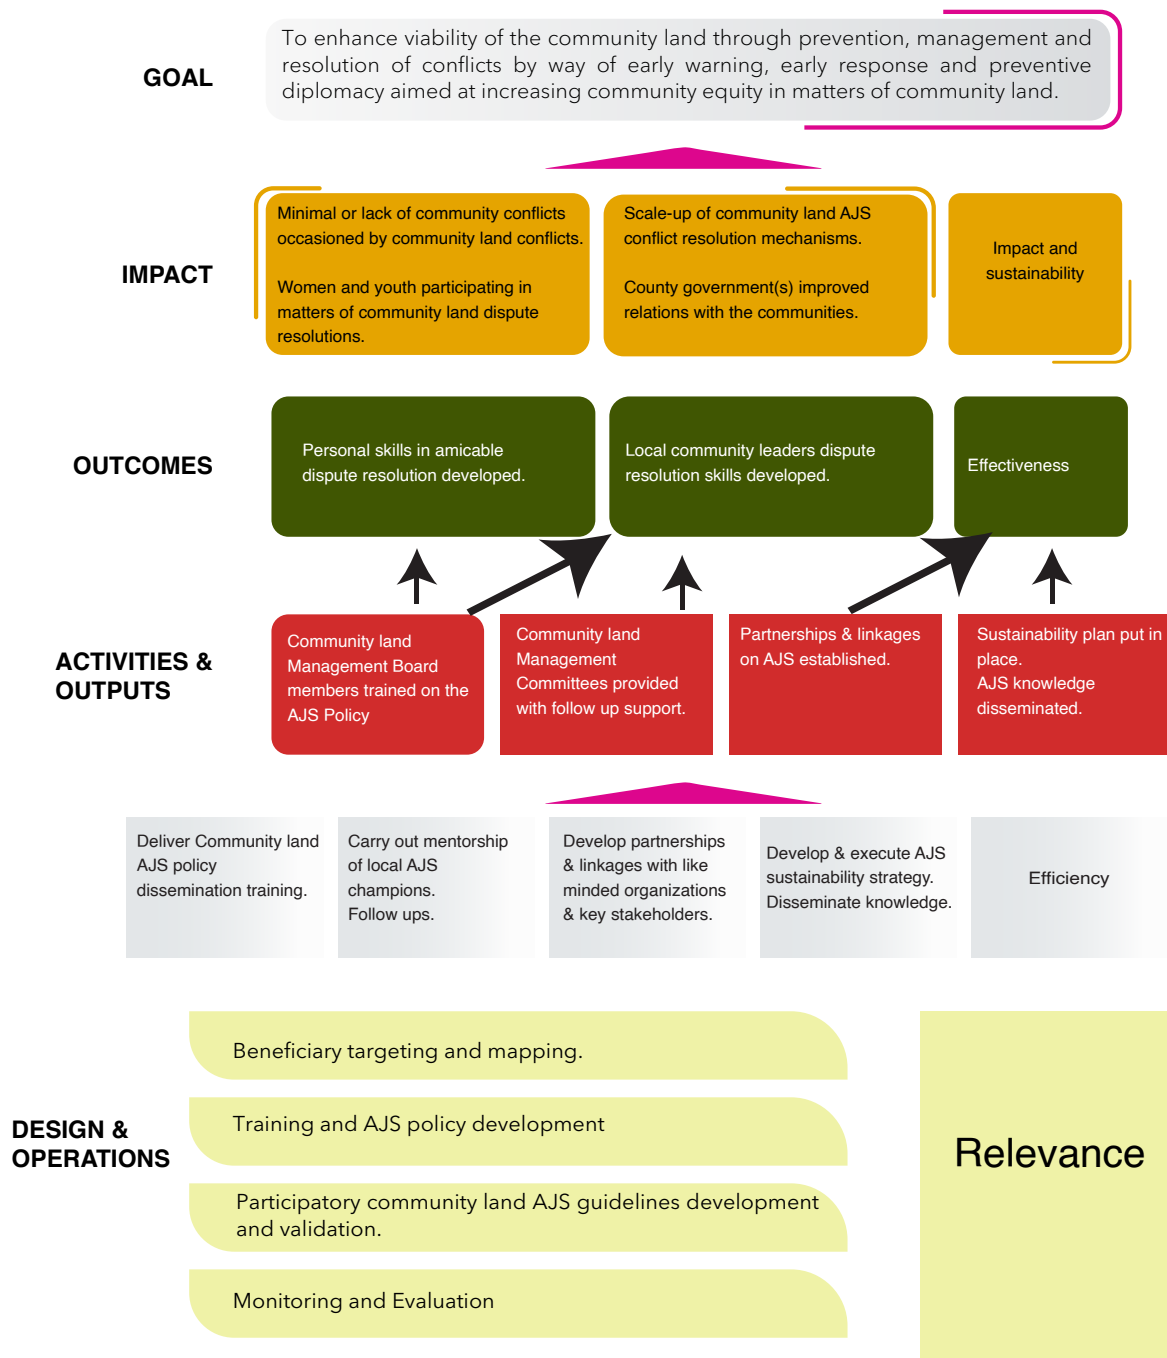 GOAL
To enhance viability of the community land through prevention, management and
resolution of conflicts by way of early warning, early response and preventive
diplomacy aimed at increasing community equity in matters of community land.
IMPACT
Minimal or lack of community conflicts
occasioned by community land conflicts.
Women and youth participating in
matters of community land dispute
resolutions.
Scale-up of community land AJS
conflict resolution mechanisms.
County government(s) improved
relations with the communities.
Impact and
sustainability
OUTCOMES
Personal skills in amicable
dispute resolution developed.
Local community leaders dispute
resolution skills developed.
Effectiveness
ACTIVITIES &
OUTPUTS
Community land
Management Board
members trained on the
AJS Policy
Community land
Management
Committees provided
with follow up support.
Partnerships & linkages
on AJS established.
Sustainability plan put in
place.
AJS knowledge
disseminated.
Deliver Community land
AJS policy
dissemination training.
Carry out mentorship
of local AJS
champions.
Follow ups.
Develop partnerships
& linkages with like
minded organizations
& key stakeholders.
Develop & execute AJS
sustainability strategy.
Disseminate knowledge.
Efficiency
DESIGN &
OPERATIONS
Beneficiary targeting and mapping.
Training and AJS policy development
Participatory community land AJS guidelines development
and validation.
Monitoring and Evaluation
Relevance